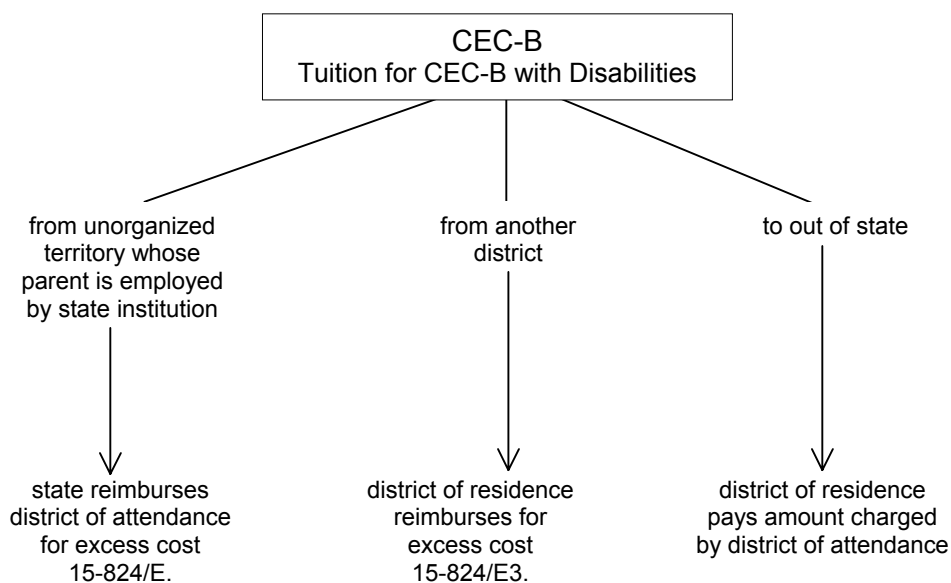 CEC-B
Tuition for CEC-B with Disabilities
from unorganized
territory whose
parent is employed
by state institution
from another
district
to out of state
state reimburses
district of attendance
for excess cost
15-824/E.
district of residence
reimburses for
excess cost
15-824/E3.
district of residence
pays amount charged
by district of attendance